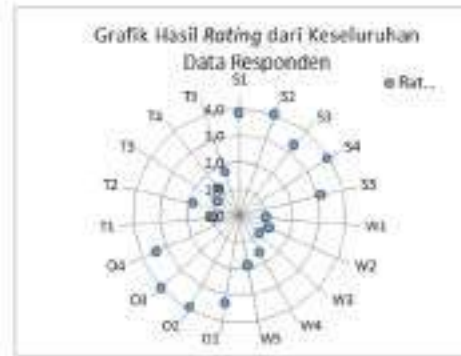 Grafik Hasil Rating dari Keseluruhan
Data Responden
S1
S2
S3
S4
S5
W1
W2
W3
W4
W5
O1
O2
O3
O4
T1
T2
T3
T4
4,0
3,0
2,0
1,0
0,0
Rat...